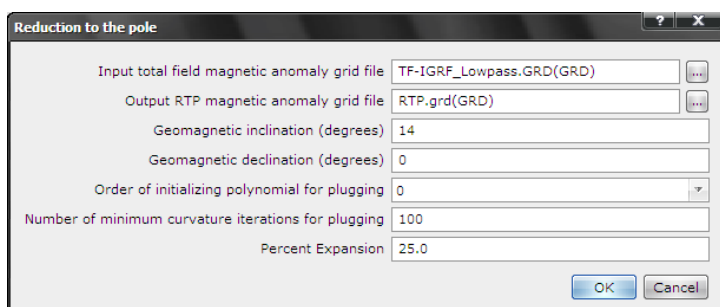 Reduction to the pole
Input total field magnetic anomaly grid file TF-IGRF_Lowpass.GRD(GRD) ...
Output RTP magnetic anomaly grid file RTP.grd(GRD) ...
Geomagnetic inclination (degrees) 14
Geomagnetic declination (degrees) 0
Order of initializing polynomial for plugging 0
Number of minimum curvature iterations for plugging 100
Percent Expansion 25.0
OK Cancel